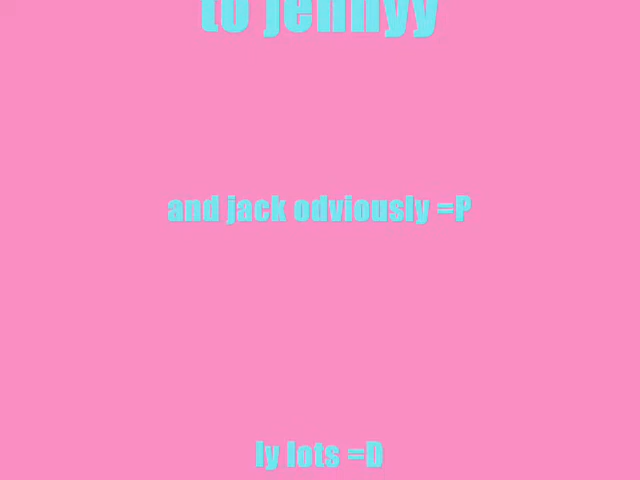 to jennyy
and jack odviously =P
ly lots =D